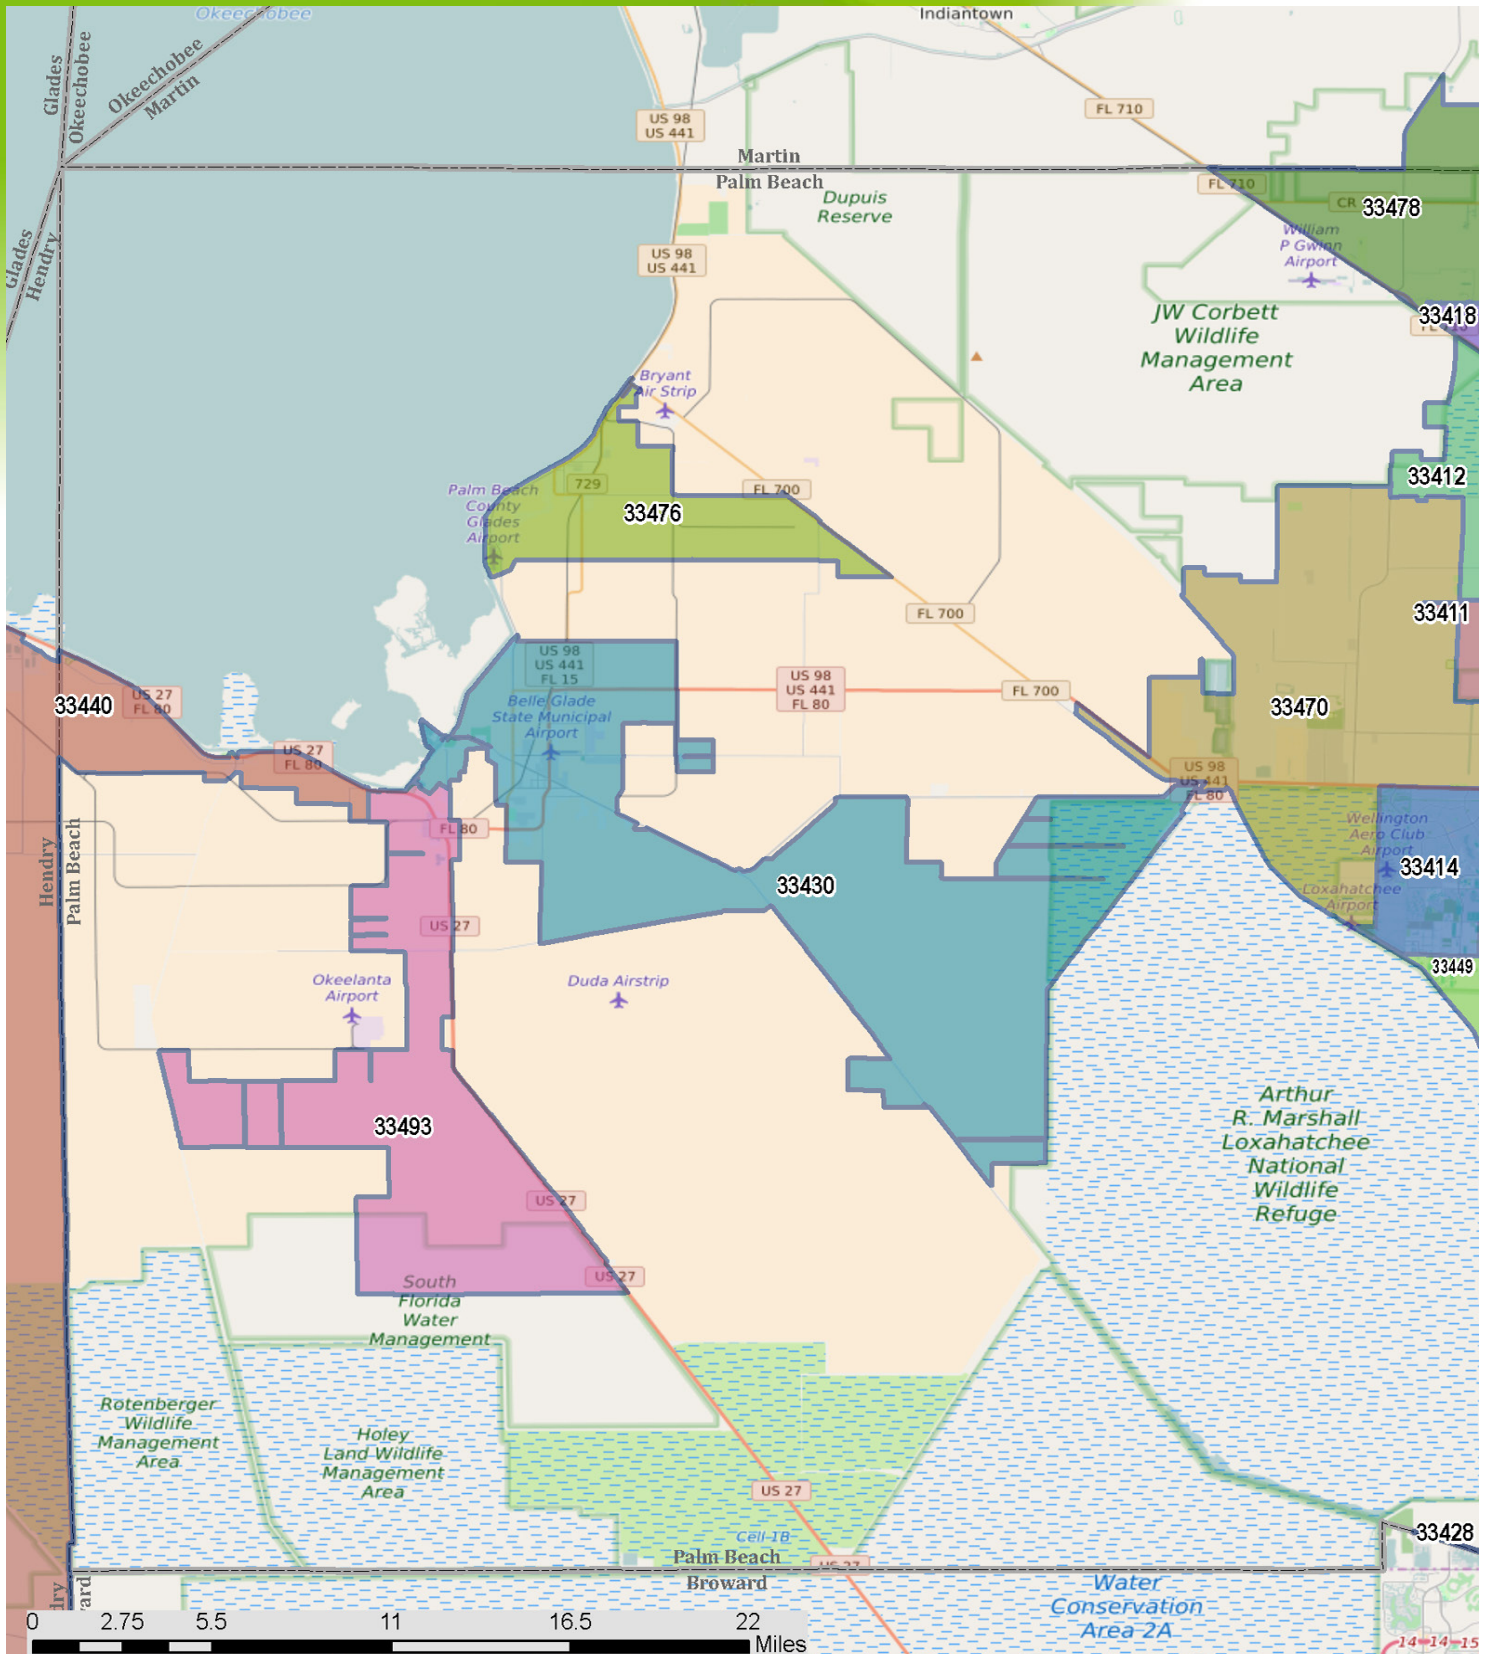 Okeechobee
Indiantown
Glades
Okeechobee
Okeechobee
Martin
US 98
US 441
FL 710
Martin
Palm Beach
FL 710
Dupuis
Reserve
CR
33478
Glades
Hendry
US 98
US 441
William
P Gwinn
Airport
JW Corbett
Wildlife
Management
Area
33418
Bryant
Air Strip
729
FL 700
33412
Palm Beach
County
Glades
Airport
33476
FL 700
33411
US 98
US 441
FL 15
US 98
US 441
FL 80
FL 700
33440
US 27
FL 80
Belle Glade
State Municipal
Airport
33470
US 27
FL 80
US 98
US 441
FL 80
FL 80
Wellington
Aero Club
Airport
33414
Hendry
Palm Beach
33430
Loxahatchee
Airport
US 27
33449
Okeelanta
Airport
Duda Airstrip
33493
Arthur
R. Marshall
Loxahatchee
National
Wildlife
Refuge
US 27
US 27
South
Florida
Water
Management
Rotenberger
Wildlife
Management
Area
Holey
Land Wildlife
Management
Area
US 27
Cell 1B
33428
Palm Beach
Broward
US 27
Water
Conservation
Area 2A
0 2.75 5.5 11 16.5 22
Miles
14-14-15